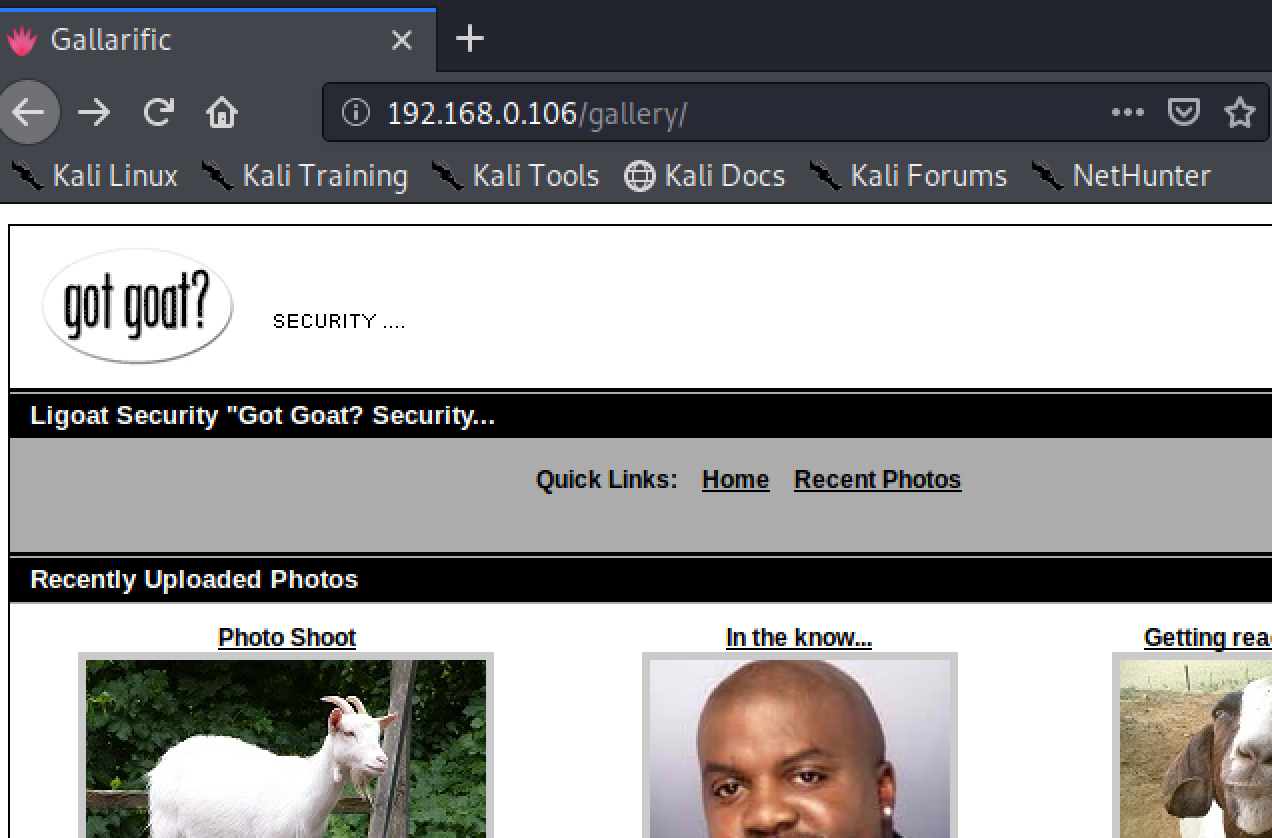 Gallarific
192.168.0.106/gallery/
Kali Linux Kali Training Kali Tools Kali Docs Kali Forums NetHunter
got goat?
SECURITY ....
Ligoat Security "Got Goat? Security...
Quick Links: Home Recent Photos
Recently Uploaded Photos
Photo Shoot In the know... Getting